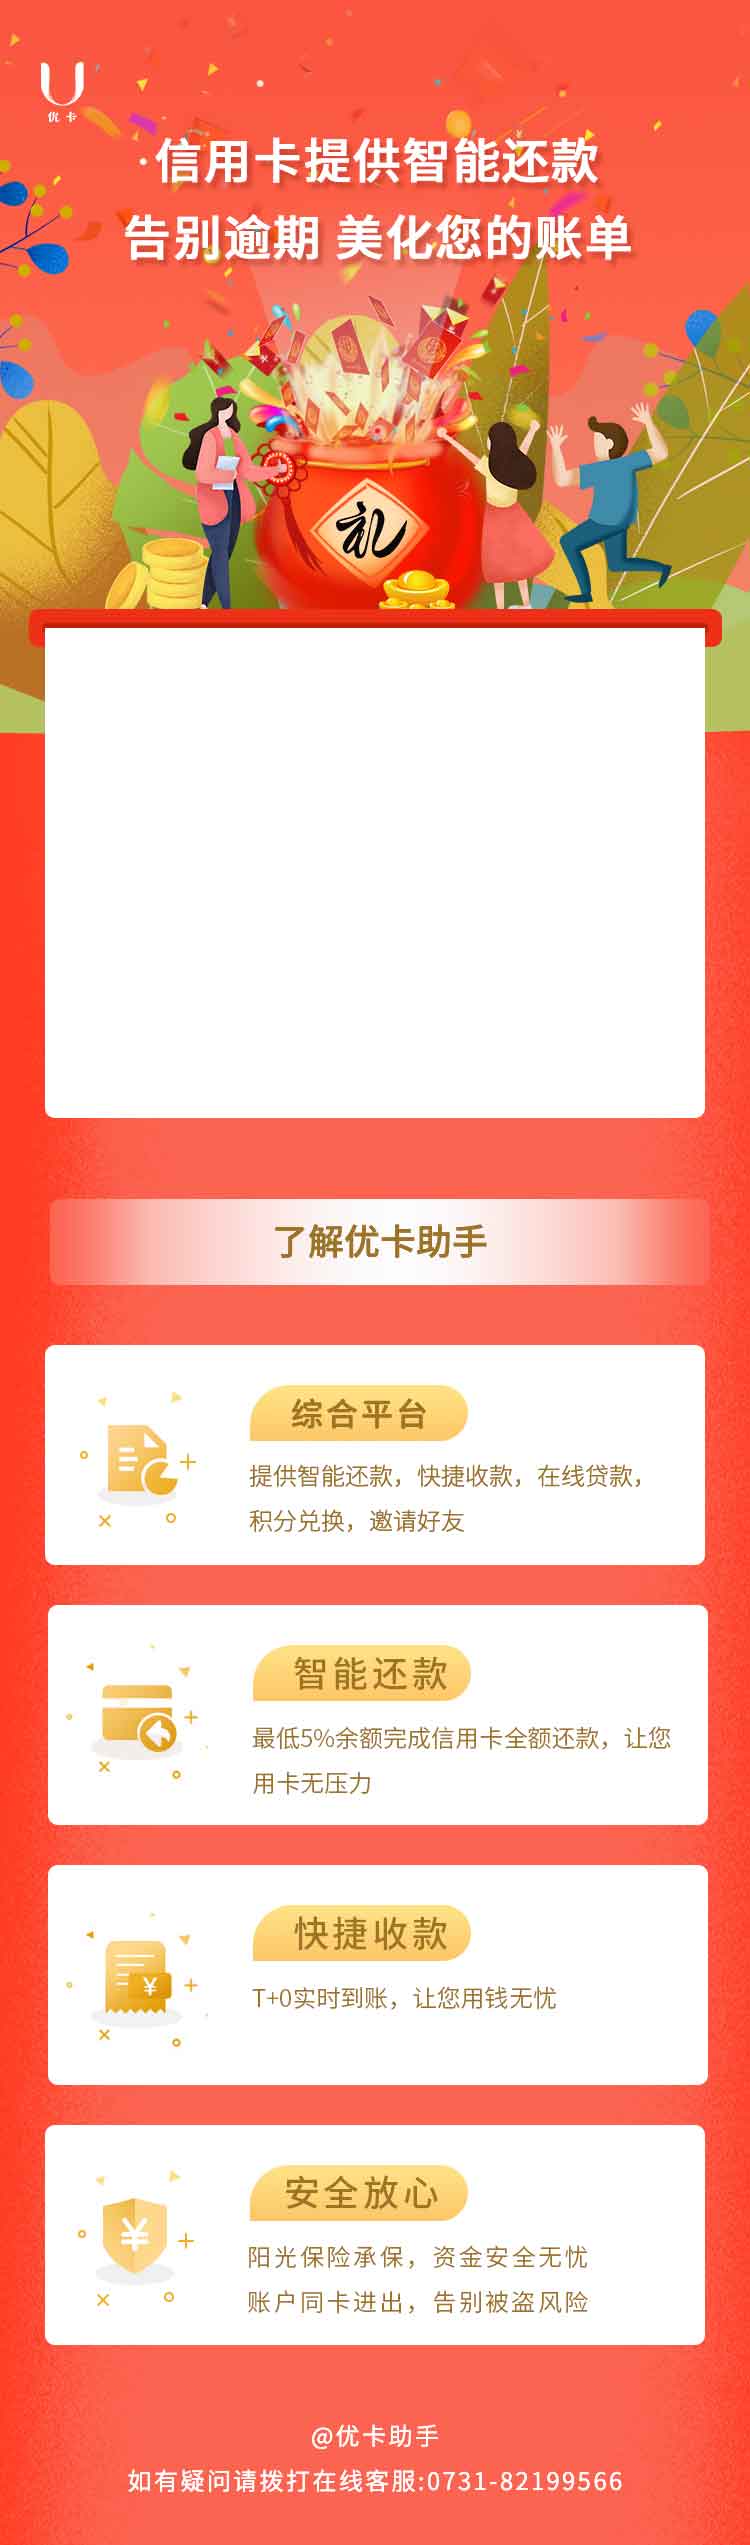 优卡
·信用卡提供智能还款
告别逾期 美化您的账单
礼
了解优卡助手
综合平台
提供智能还款，快捷收款，在线贷款，
积分兑换，邀请好友
智能还款
最低5%余额完成信用卡全额还款，让您
用卡无压力
快捷收款
¥
T+0实时到账，让您用钱无忧
安全放心
¥
阳光保险承保，资金安全无忧
账户同卡进出，告别被盗风险
@优卡助手
如有疑问请拨打在线客服:0731-82199566